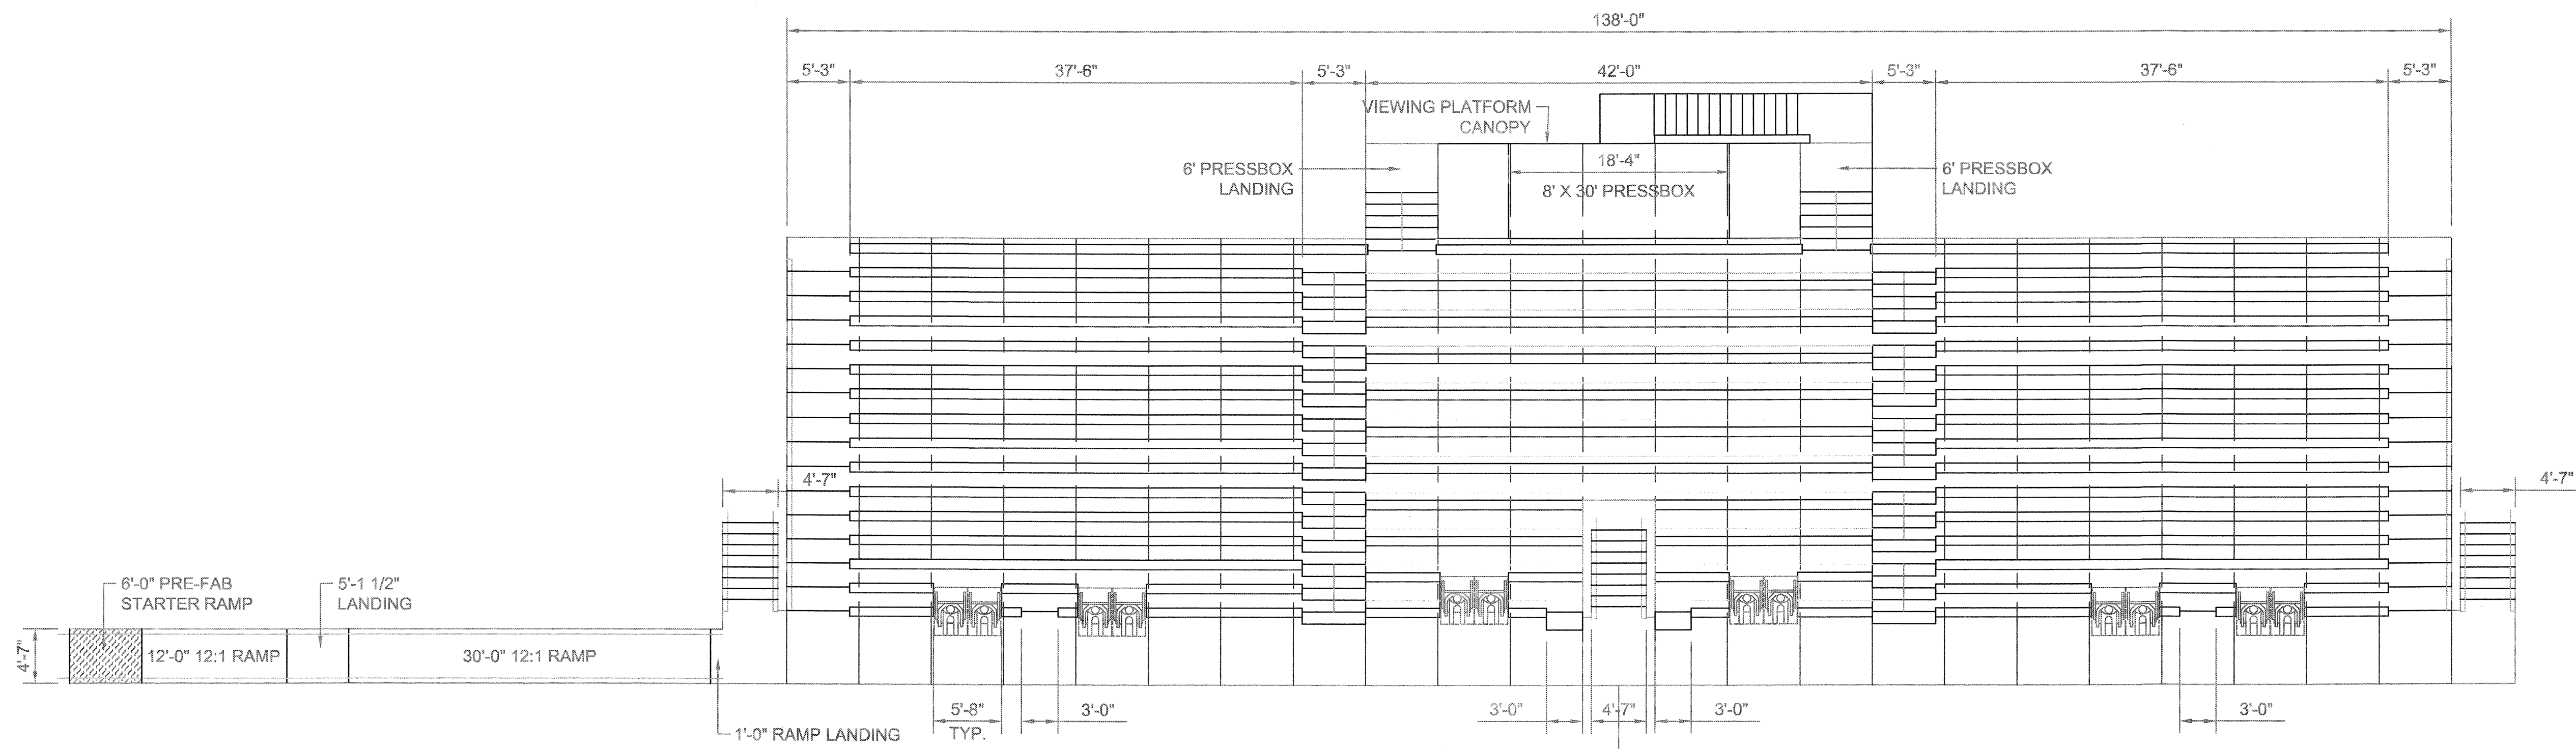 138'-0"
5'-3"
37'-6"
5'-3"
42'-0"
5'-3"
37'-6"
5'-3"
VIEWING PLATFORM
CANOPY
6' PRESSBOX
LANDING
18'-4"
8' X 30' PRESSBOX
6' PRESSBOX
LANDING
4'-7"
4'-7"
6'-0" PRE-FAB
STARTER RAMP
5'-1 1/2"
LANDING
4'-7"
12'-0" 12:1 RAMP
30'-0" 12:1 RAMP
1'-0" RAMP LANDING
5'-8"
TYP.
3'-0"
3'-0"
4'-7"
3'-0"
3'-0"